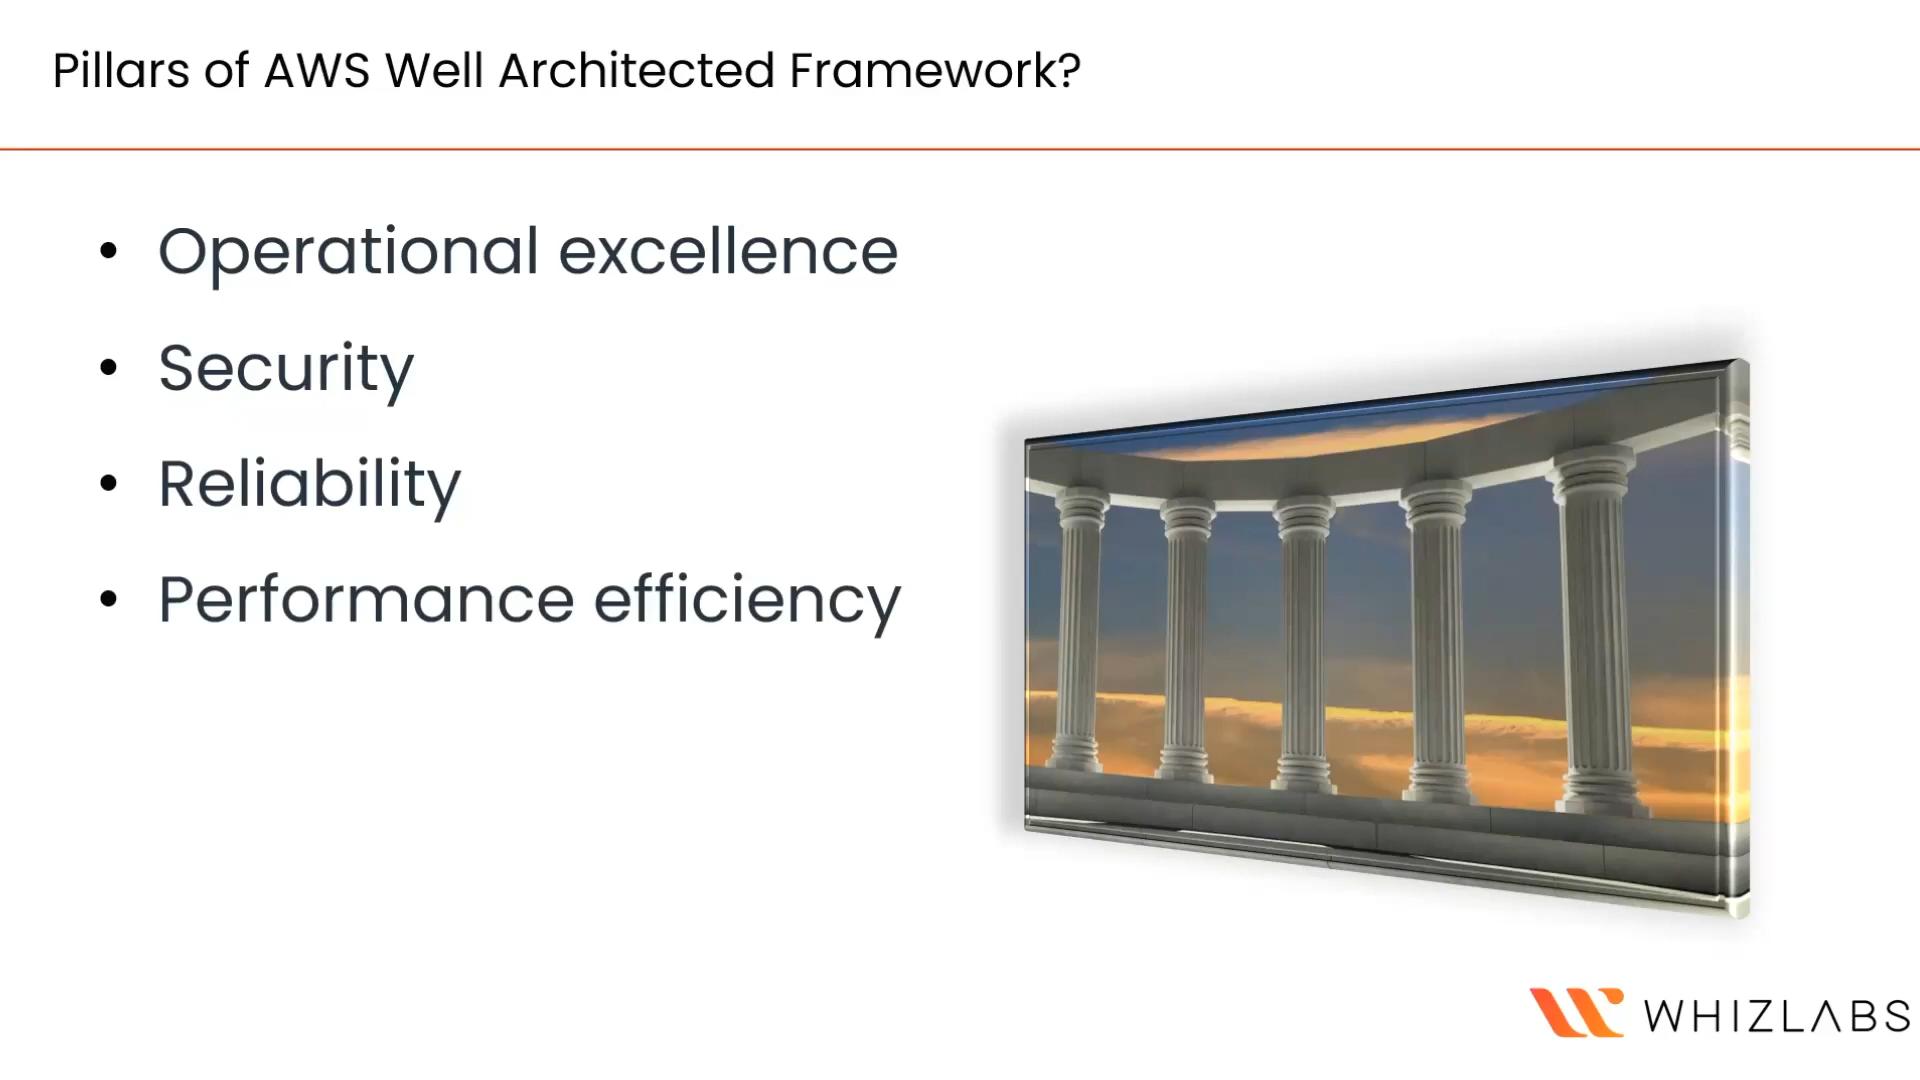 Pillars of AWS Well Architected Framework?
• Operational excellence
• Security
• Reliability
• Performance efficiency
WHIZLABS